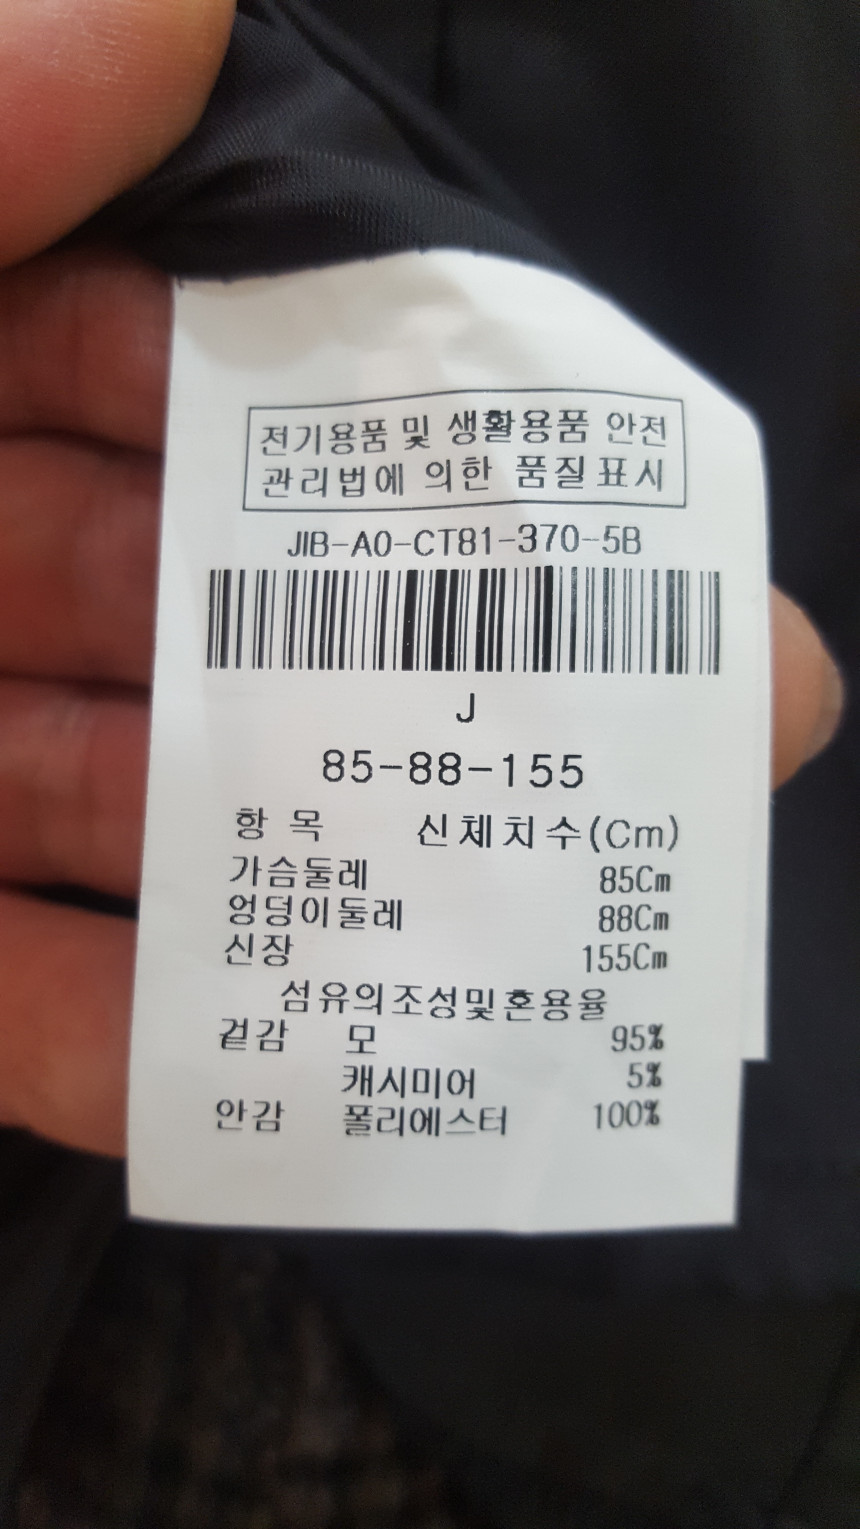 전기용품 및 생활용품 안전
관리법에 의한 품질표시
JIB-A0-CT81-370-5B
J
85-88-155
항 목 신체치수(Cm)
가슴둘레 85Cm
엉덩이둘레 88Cm
신장 155Cm
섬유의조성및혼용율
겉감 모 95%
캐시미어 5%
안감 폴리에스터 100%